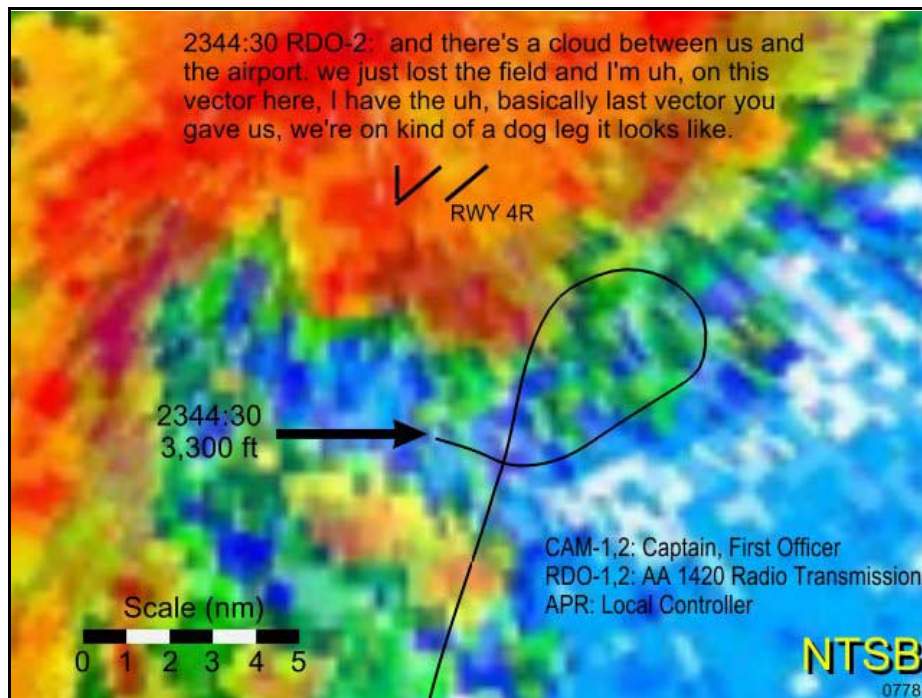 2344:30 RDO-2:  and there's a cloud between us and
the airport. we just lost the field and I'm uh, on this
vector here, I have the uh, basically last vector you
gave us, we're on kind of a dog leg it looks like.
RWY 4R
2344:30
3,300 ft
CAM-1,2: Captain, First Officer
RDO-1,2: AA 1420 Radio Transmission
APR: Local Controller
Scale (nm)
0 1 2 3 4 5
NTSB
0778